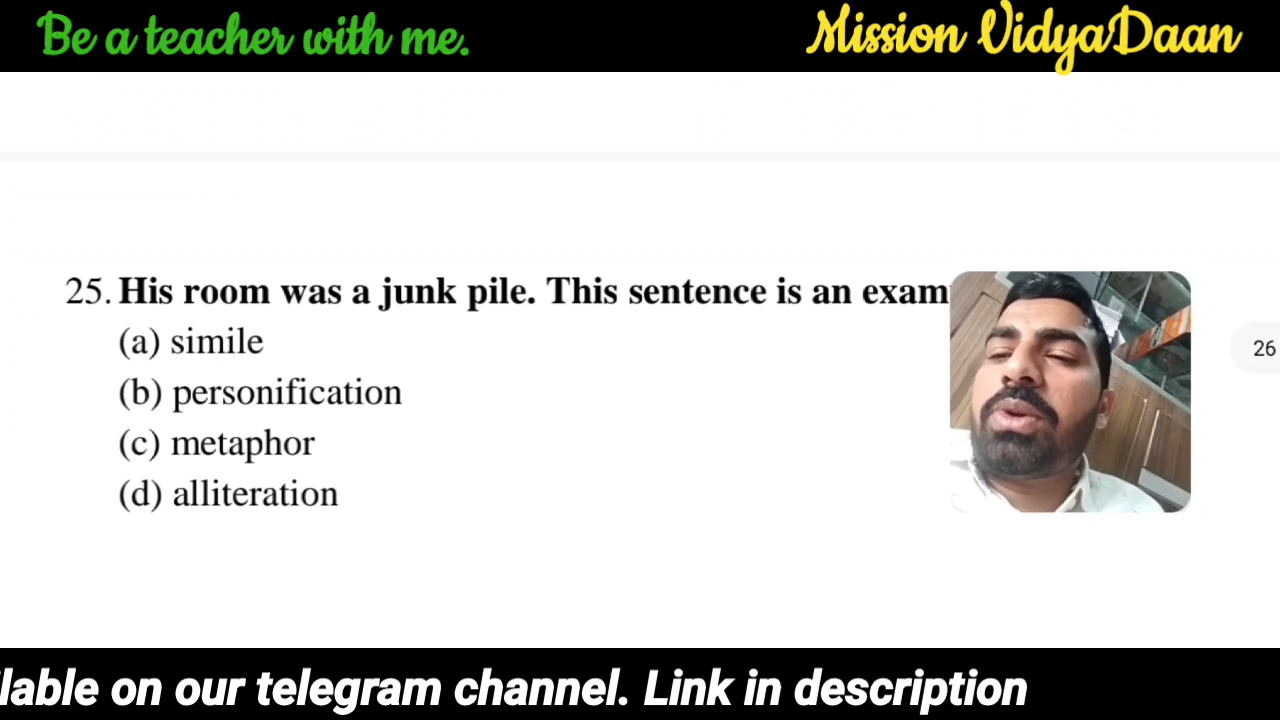 Be a teacher with me.
Mission VidyaDaan
25. His room was a junk pile. This sentence is an exam
(a) simile
26
(b) personification
(c) metaphor
(d) alliteration
lable on our telegram channel. Link in description